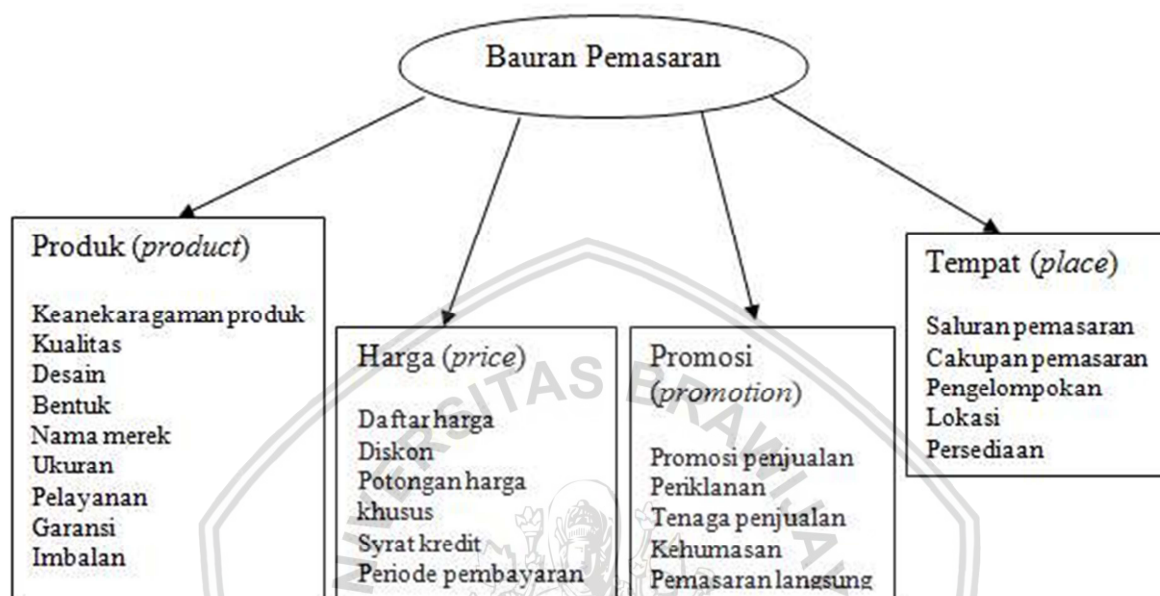 Bauran Pemasaran
Produk (product)
Keanekaragaman produk
Kualitas
Desain
Bentuk
Nama merek
Ukuran
Pelayanan
Garansi
Imbalan
Harga (price)
Daftar harga
Diskon
Potongan harga
khusus
Syrat kredit
Periode pembayaran
Promosi
(promotion)
Promosi penjualan
Periklanan
Tenaga penjualan
Kehumasan
Pemasaran langsung
Tempat (place)
Saluran pemasaran
Cakupan pemasaran
Pengelompokan
Lokasi
Persediaan
UNIVERSITAS BRAWIJAYA